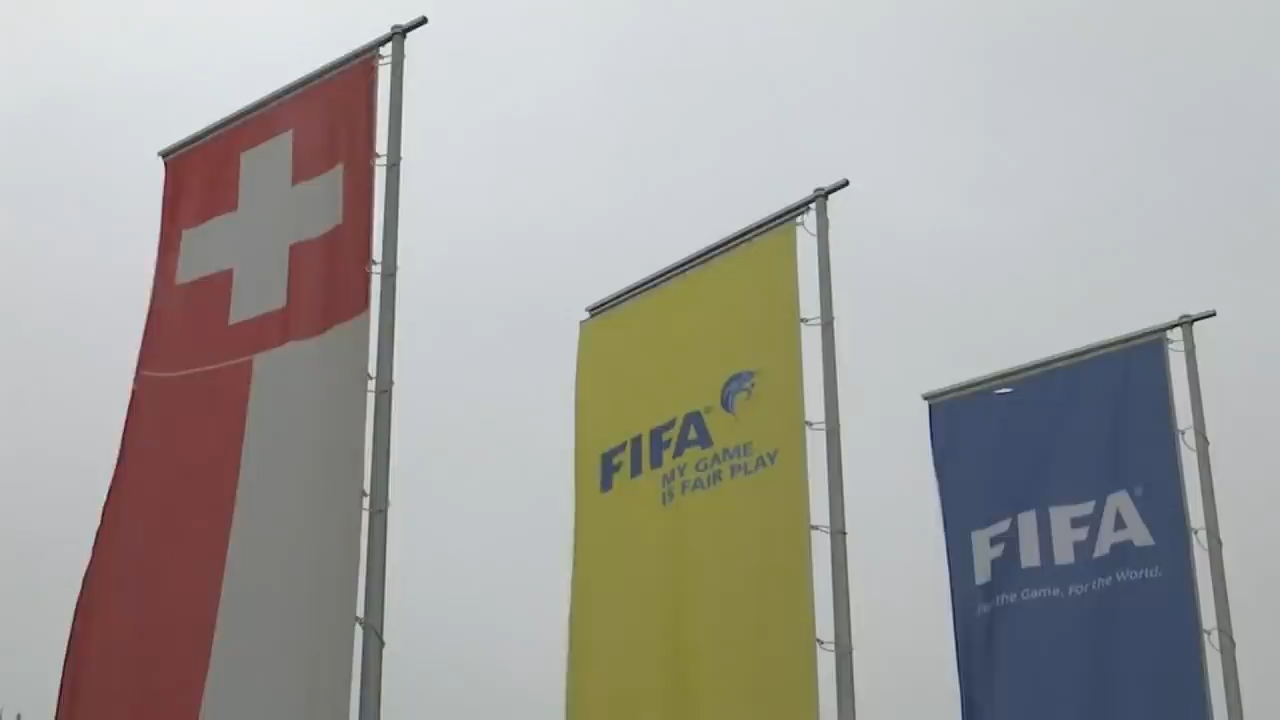 FIFA®
MY GAME
IS FAIR PLAY
FIFA®
For the Game. For the World.